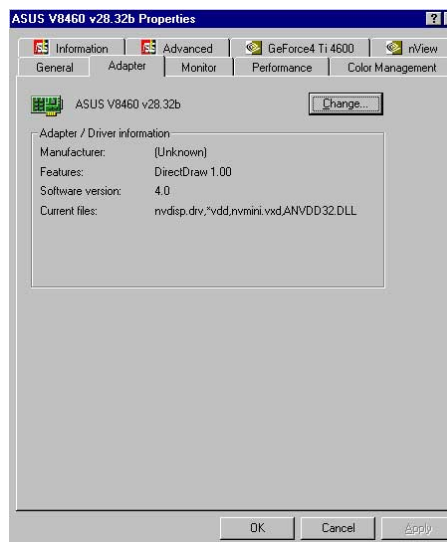 ASUS V8460 v28.32b Properties
Information Advanced GeForce4 Ti 4600 nView
General Adapter Monitor Performance Color Management
ASUS V8460 v28.32b Change...
Adapter / Driver information
Manufacturer: (Unknown)
Features: DirectDraw 1.00
Software version: 4.0
Current files: nvdisp.drv,*vdd,nvmini.vxd,ANVDD32.DLL
OK Cancel Apply